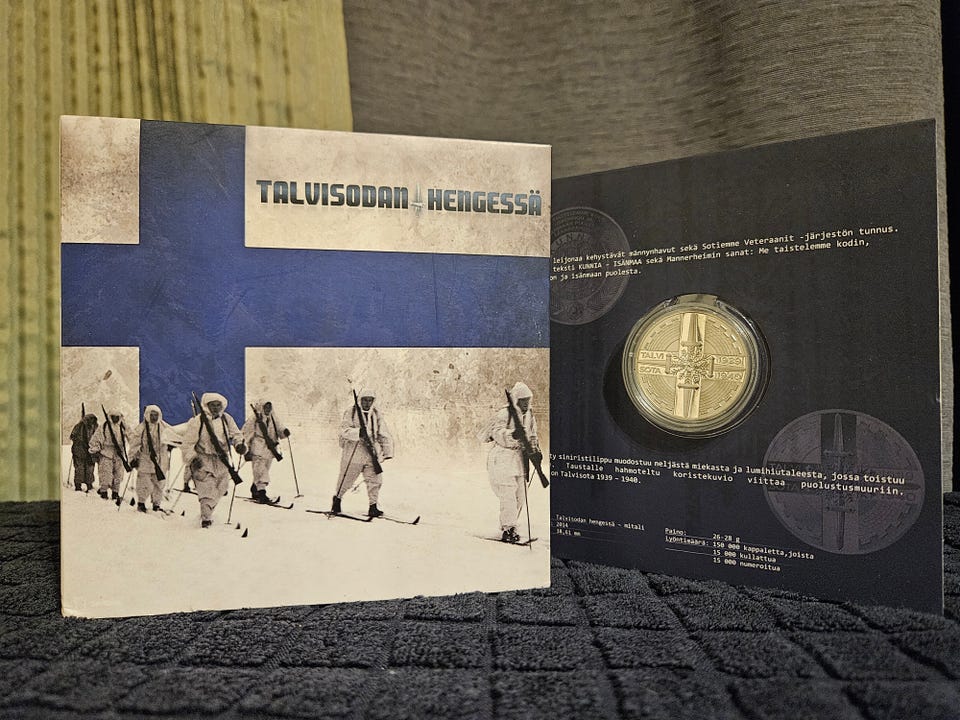 TALVISODAN HENGESSÄ
leijonaa kehystävät männynhavut sekä Sotiemme Veteraanit -järjestön tunnus.
teksti KUNNIA - ISÄNMAA sekä Mannerheimin sanat: Me taistelemme kodin,
on ja isänmaan puolesta.
TALVI 1939
SOTA 1940
siniristilippu muodostuu neljästä miekasta ja lumihiutaleesta, jossa toistuu
Taustalle hahmoteltu koristekuvio viittaa puolustusmuuriin.
on Talvisota 1939 - 1940.
Talvisodan hengessä - mitali
2014
38,61 mm
Paino: 26-28 g
Lyöntimäärä: 150 000 kappaletta,joista
15 000 kullattua
15 000 numeroitua